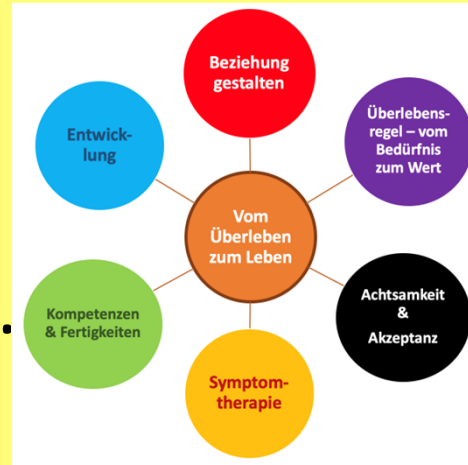 Beziehung
gestalten
Überlebens-
regel – vom
Bedürfnis
zum Wert
Achtsamkeit
&
Akzeptanz
Symptom-
therapie
Kompetenzen
& Fertigkeiten
Entwick-
lung
Vom
Überleben
zum Leben